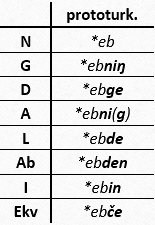 prototurk.
N *eb
G *ebniŋ
D *ebge
A *ebni(g)
L *ebde
Ab *ebden
I *ebin
Ekv *ebče